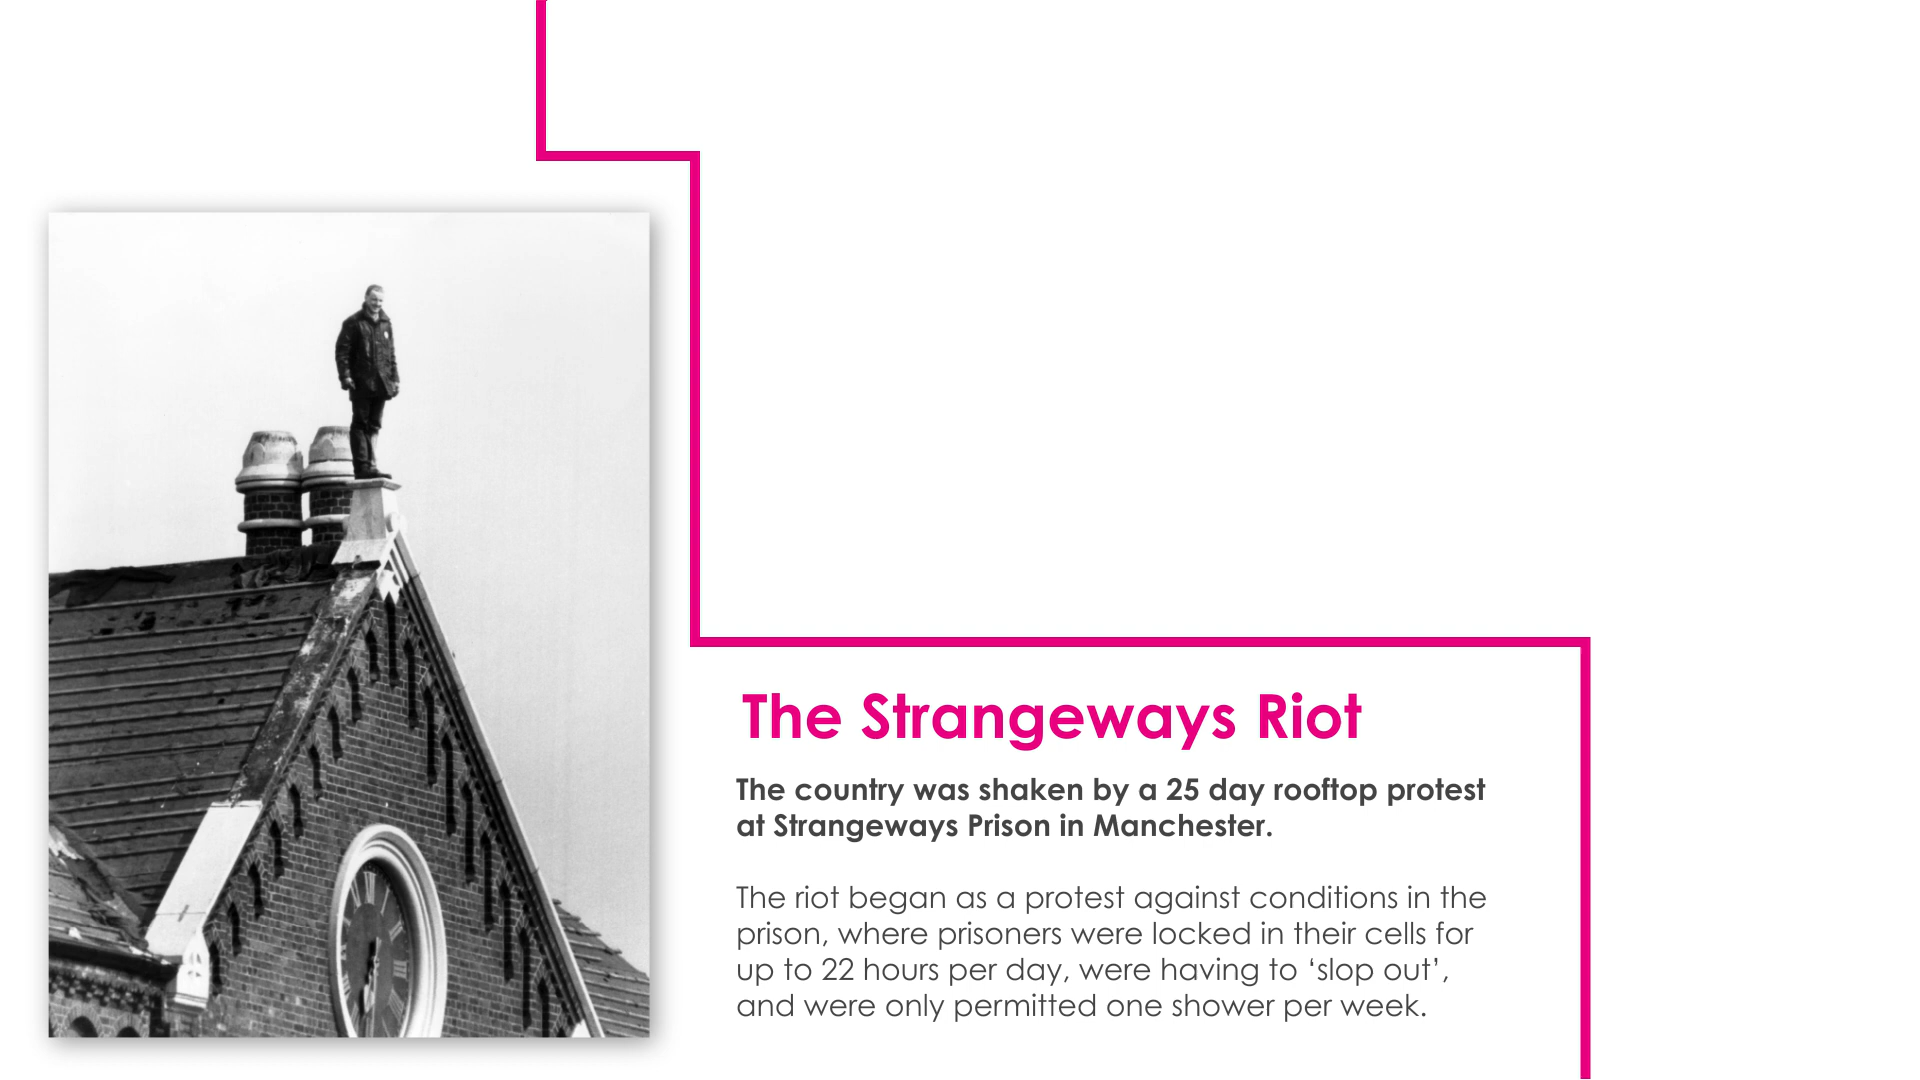 The Strangeways Riot
The country was shaken by a 25 day rooftop protest
at Strangeways Prison in Manchester.
The riot began as a protest against conditions in the
prison, where prisoners were locked in their cells for
up to 22 hours per day, were having to ‘slop out’,
and were only permitted one shower per week.